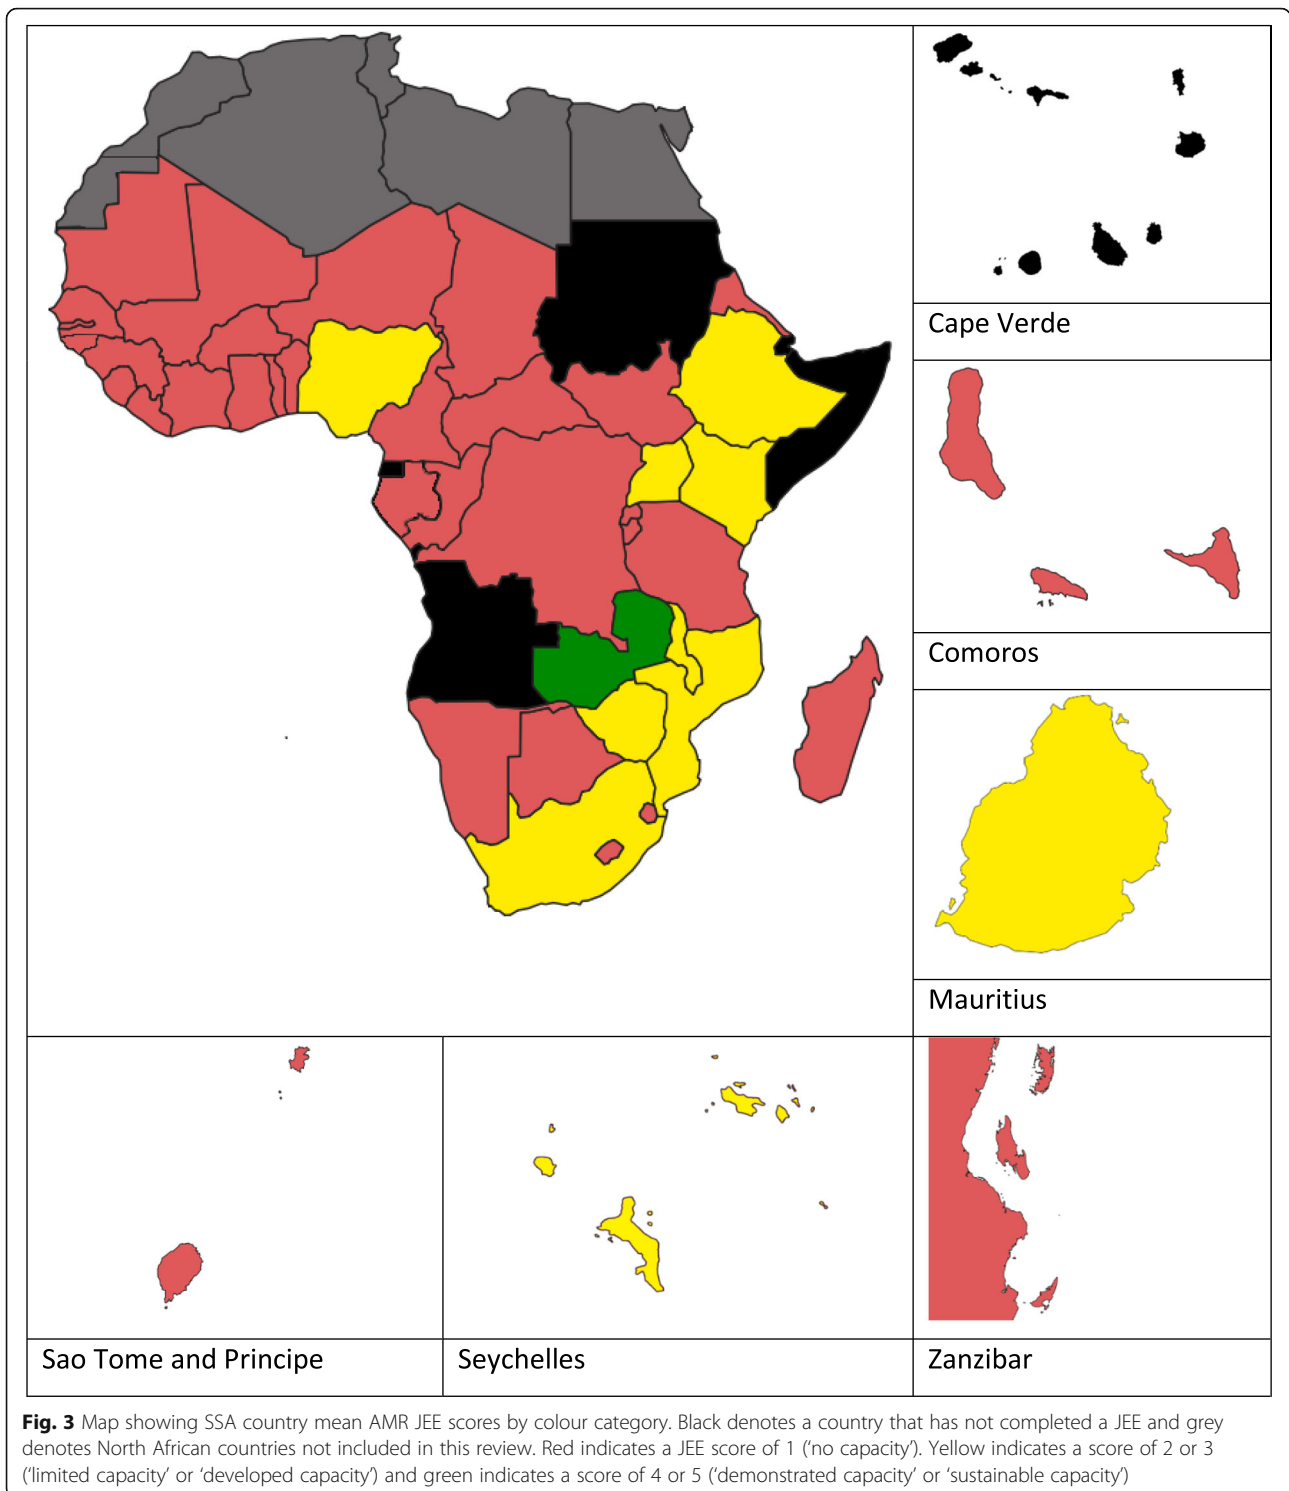 Cape Verde
Comoros
Mauritius
Sao Tome and Principe
Seychelles
Zanzibar
Fig. 3 Map showing SSA country mean AMR JEE scores by colour category. Black denotes a country that has not completed a JEE and grey
denotes North African countries not included in this review. Red indicates a JEE score of 1 (‘no capacity’). Yellow indicates a score of 2 or 3
(‘limited capacity’ or ‘developed capacity’) and green indicates a score of 4 or 5 (‘demonstrated capacity’ or ‘sustainable capacity’)